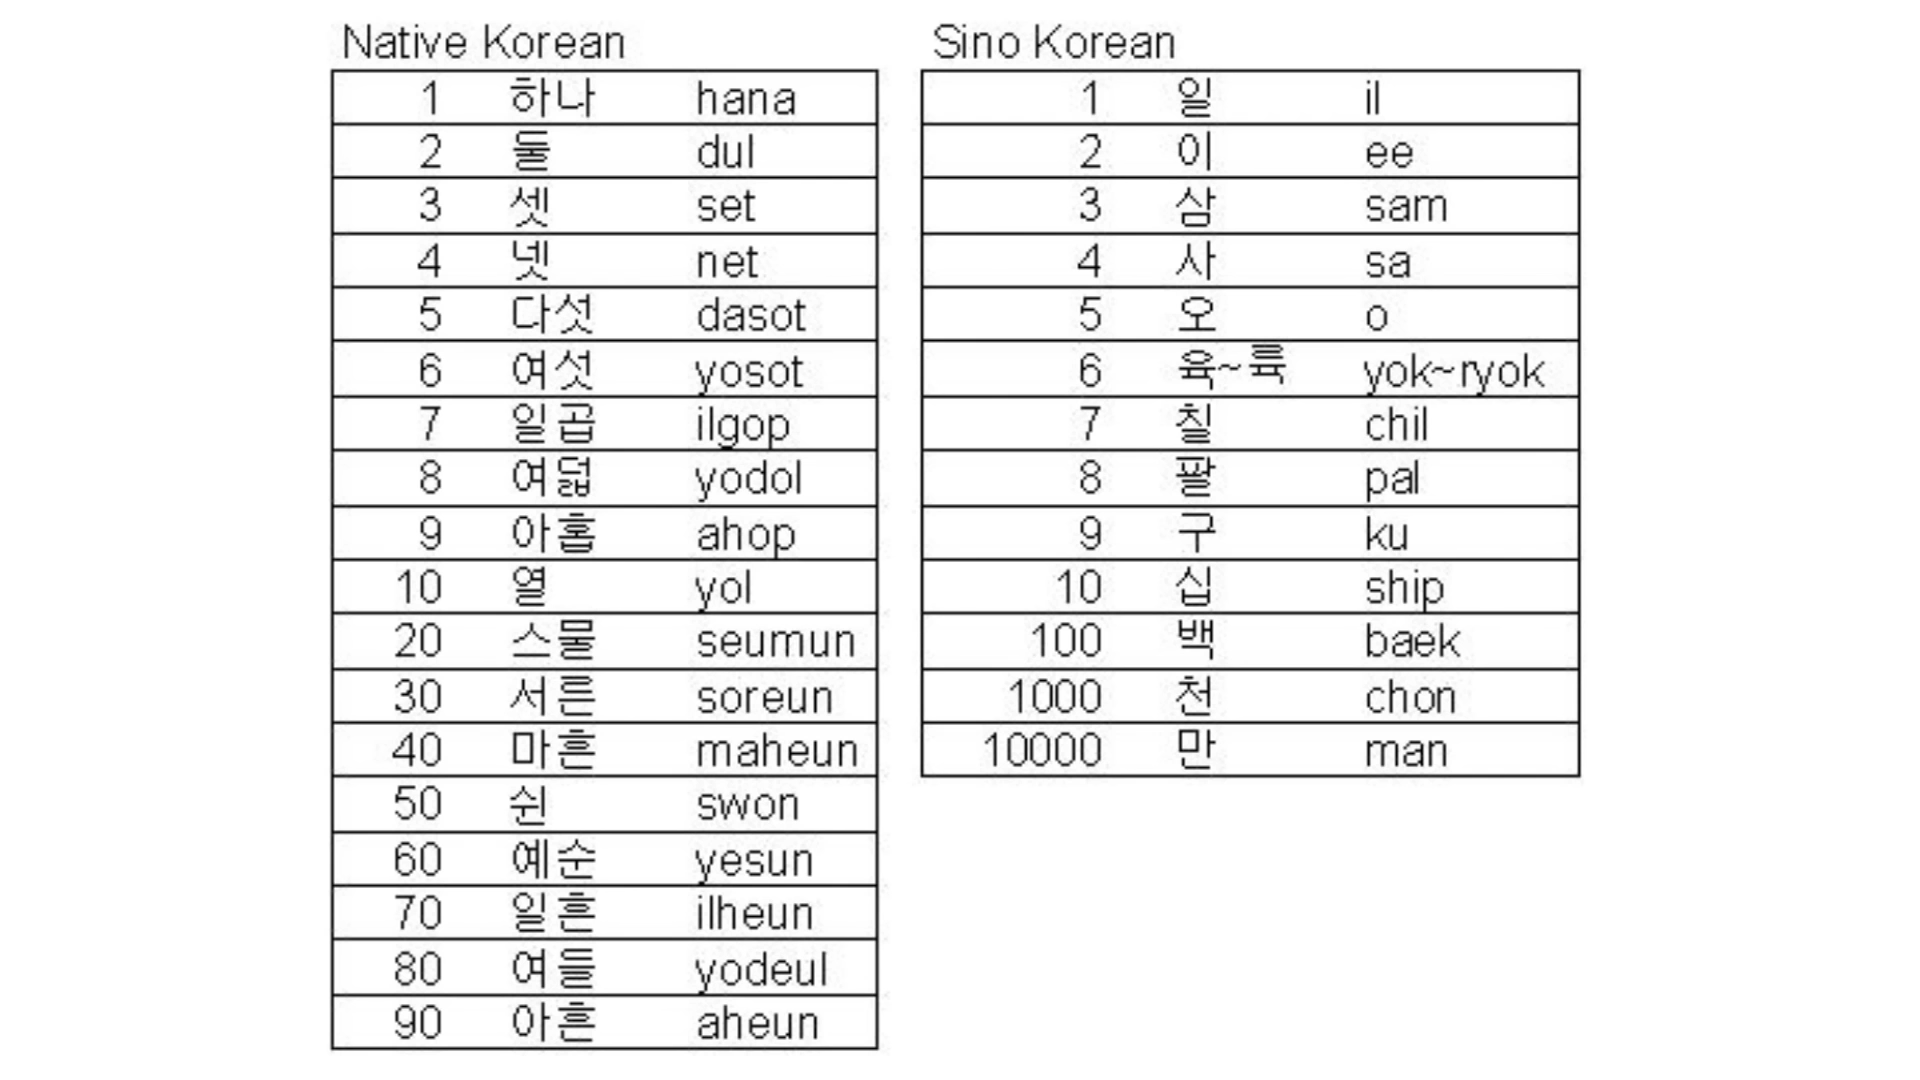 Native Korean
1 하나 hana
2 둘 dul
3 셋 set
4 넷 net
5 다섯 dasot
6 여섯 yosot
7 일곱 ilgop
8 여덟 yodol
9 아홉 ahop
10 열 yol
20 스물 seumun
30 서른 soreun
40 마흔 maheun
50 쉰 swon
60 예순 yesun
70 일흔 ilheun
80 여들 yodeul
90 아흔 aheun
Sino Korean
1 일 il
2 이 ee
3 삼 sam
4 사 sa
5 오 o
6 육~륙 yok~ryok
7 칠 chil
8 팔 pal
9 구 ku
10 십 ship
100 백 baek
1000 천 chon
10000 만 man